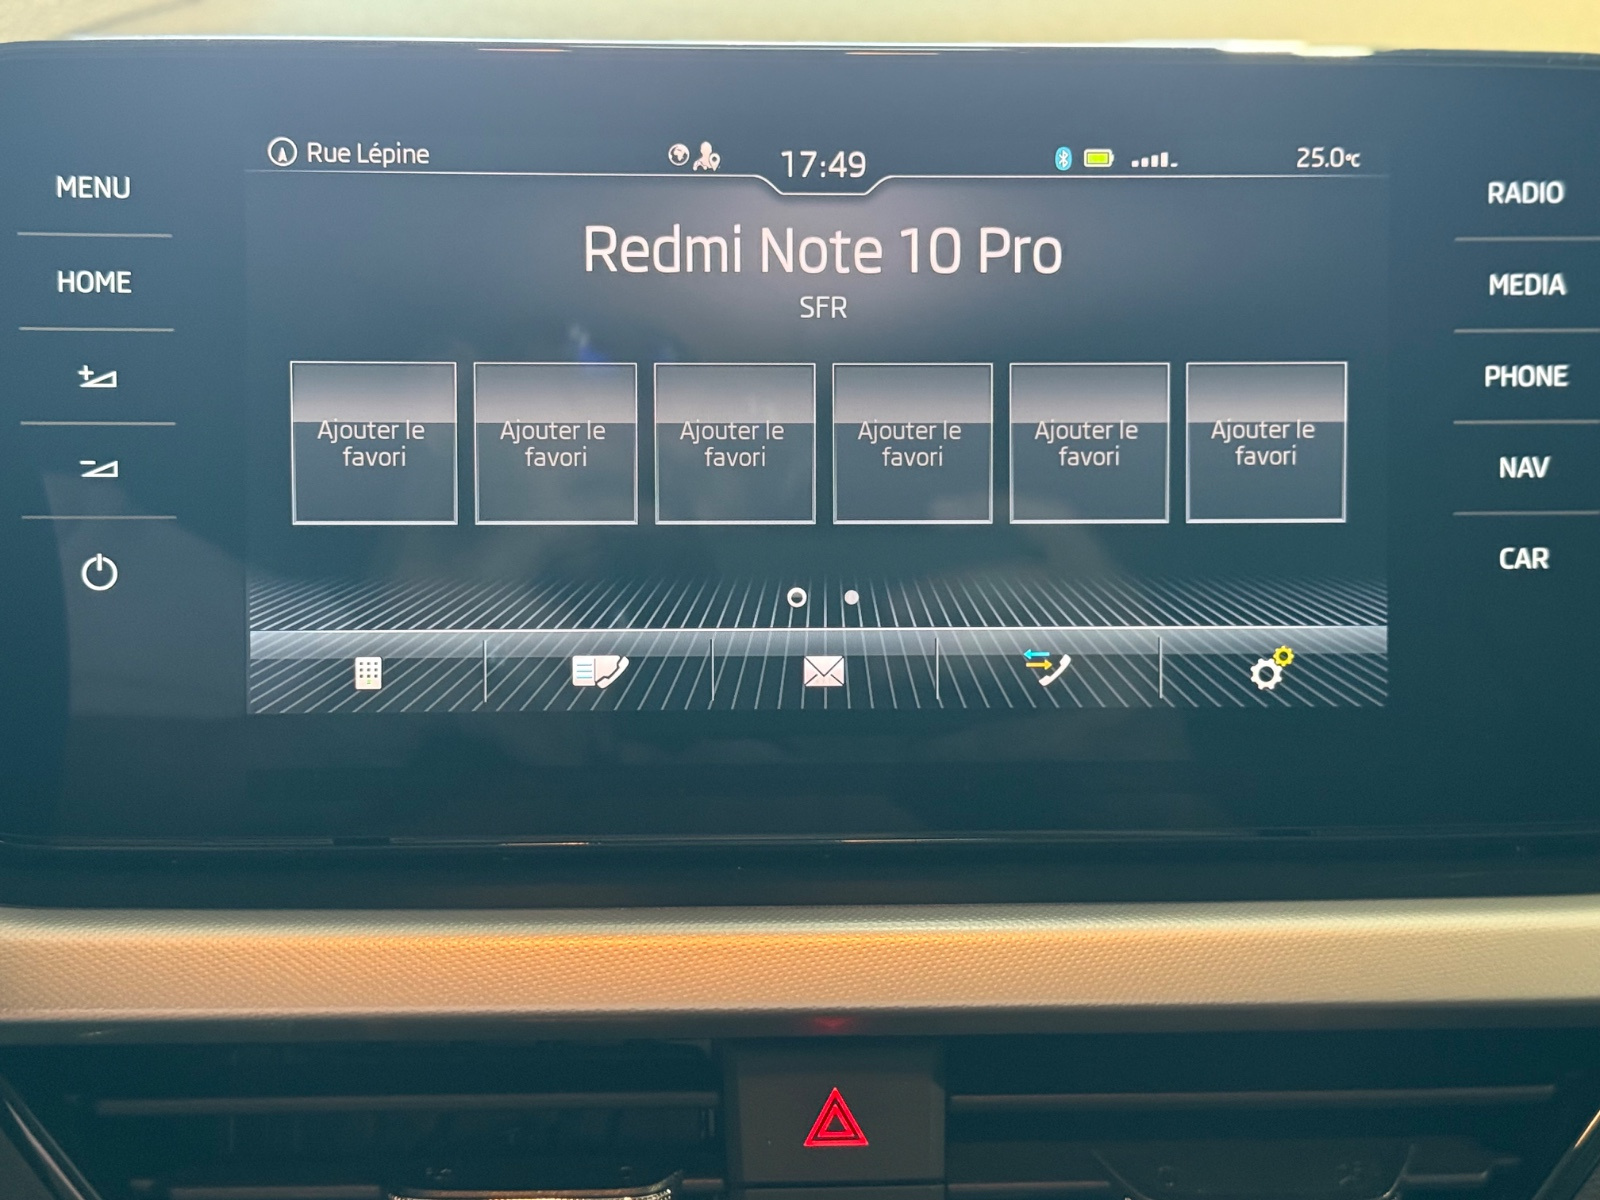 Rue Lépine
17:49
25.0°C
MENU
HOME
RADIO
MEDIA
PHONE
NAV
CAR
Redmi Note 10 Pro
SFR
Ajouter le
favori
Ajouter le
favori
Ajouter le
favori
Ajouter le
favori
Ajouter le
favori
Ajouter le
favori